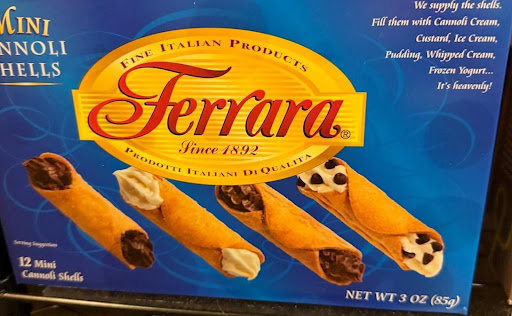 MINI
CANNOLI
SHELLS
We supply the shells.
Fill them with Cannoli Cream,
Custard, Ice Cream,
Pudding, Whipped Cream,
Frozen Yogurt...
It's heavenly!
FINE ITALIAN PRODUCTS
Ferrara®
Since 1892
PRODOTTI ITALIANI DI QUALITA
Serving Suggestion
12 Mini
Cannoli Shells
NET WT 3 OZ (85g)